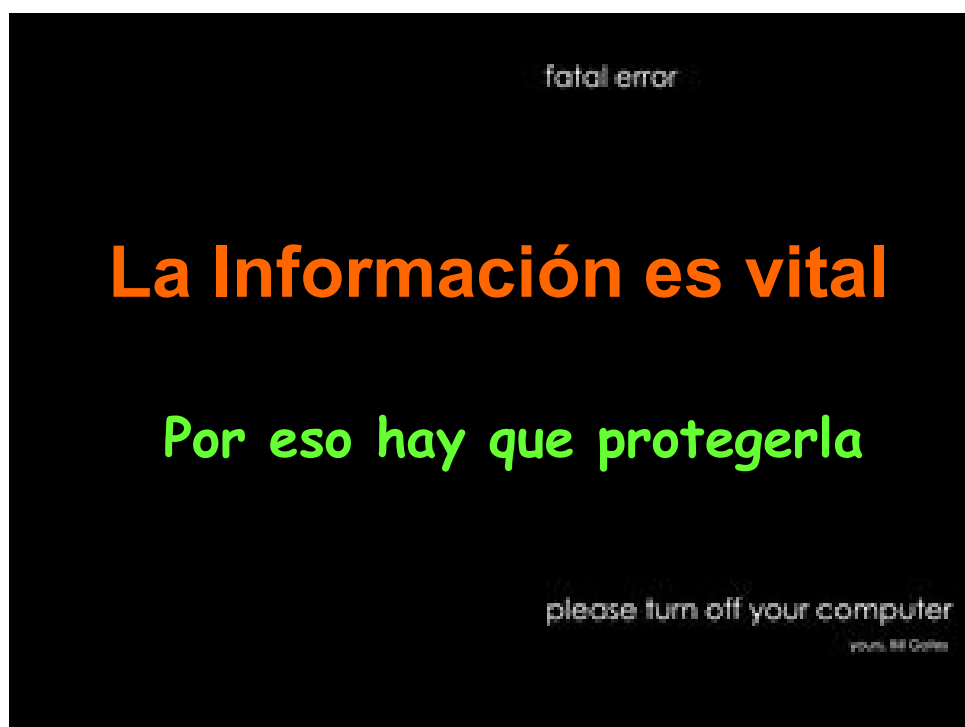 fatal error
La Información es vital
Por eso hay que protegerla
please turn off your computer
yours, Bill Gates